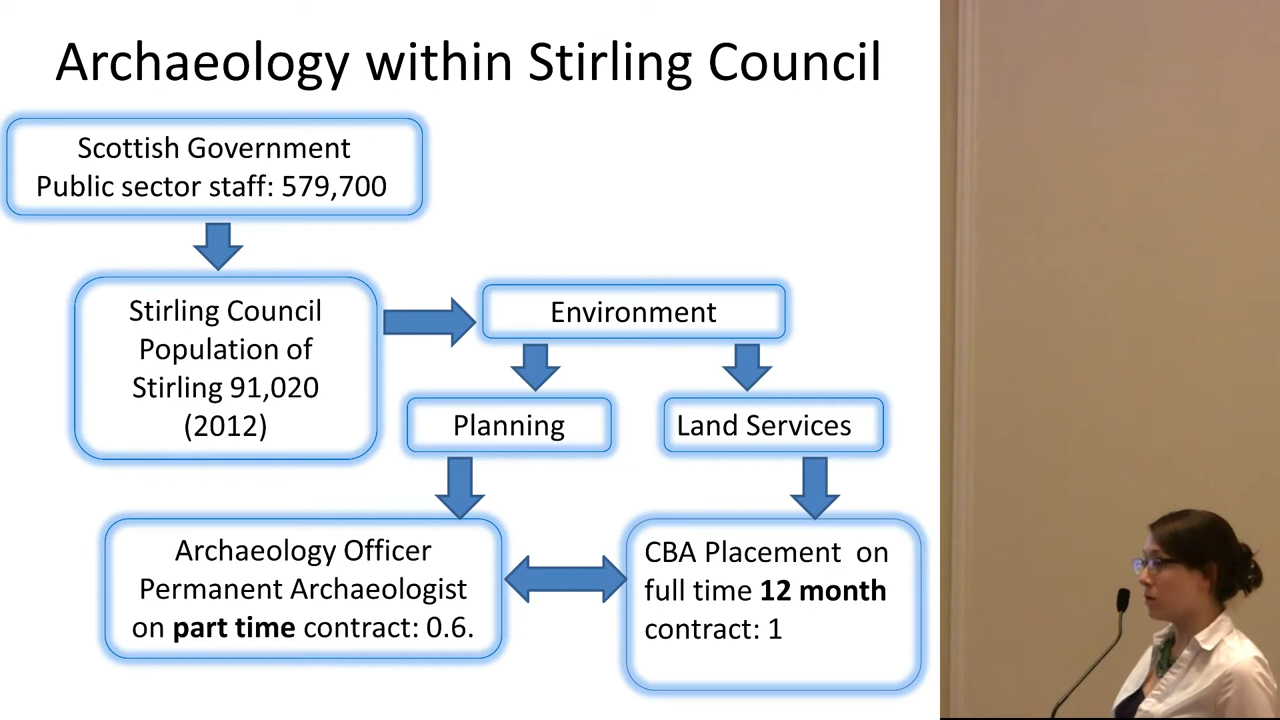 Archaeology within Stirling Council
Scottish Government
Public sector staff: 579,700
Stirling Council
Population of
Stirling 91,020
(2012)
Environment
Planning
Land Services
Archaeology Officer
Permanent Archaeologist
on part time contract: 0.6.
CBA Placement on
full time 12 month
contract: 1